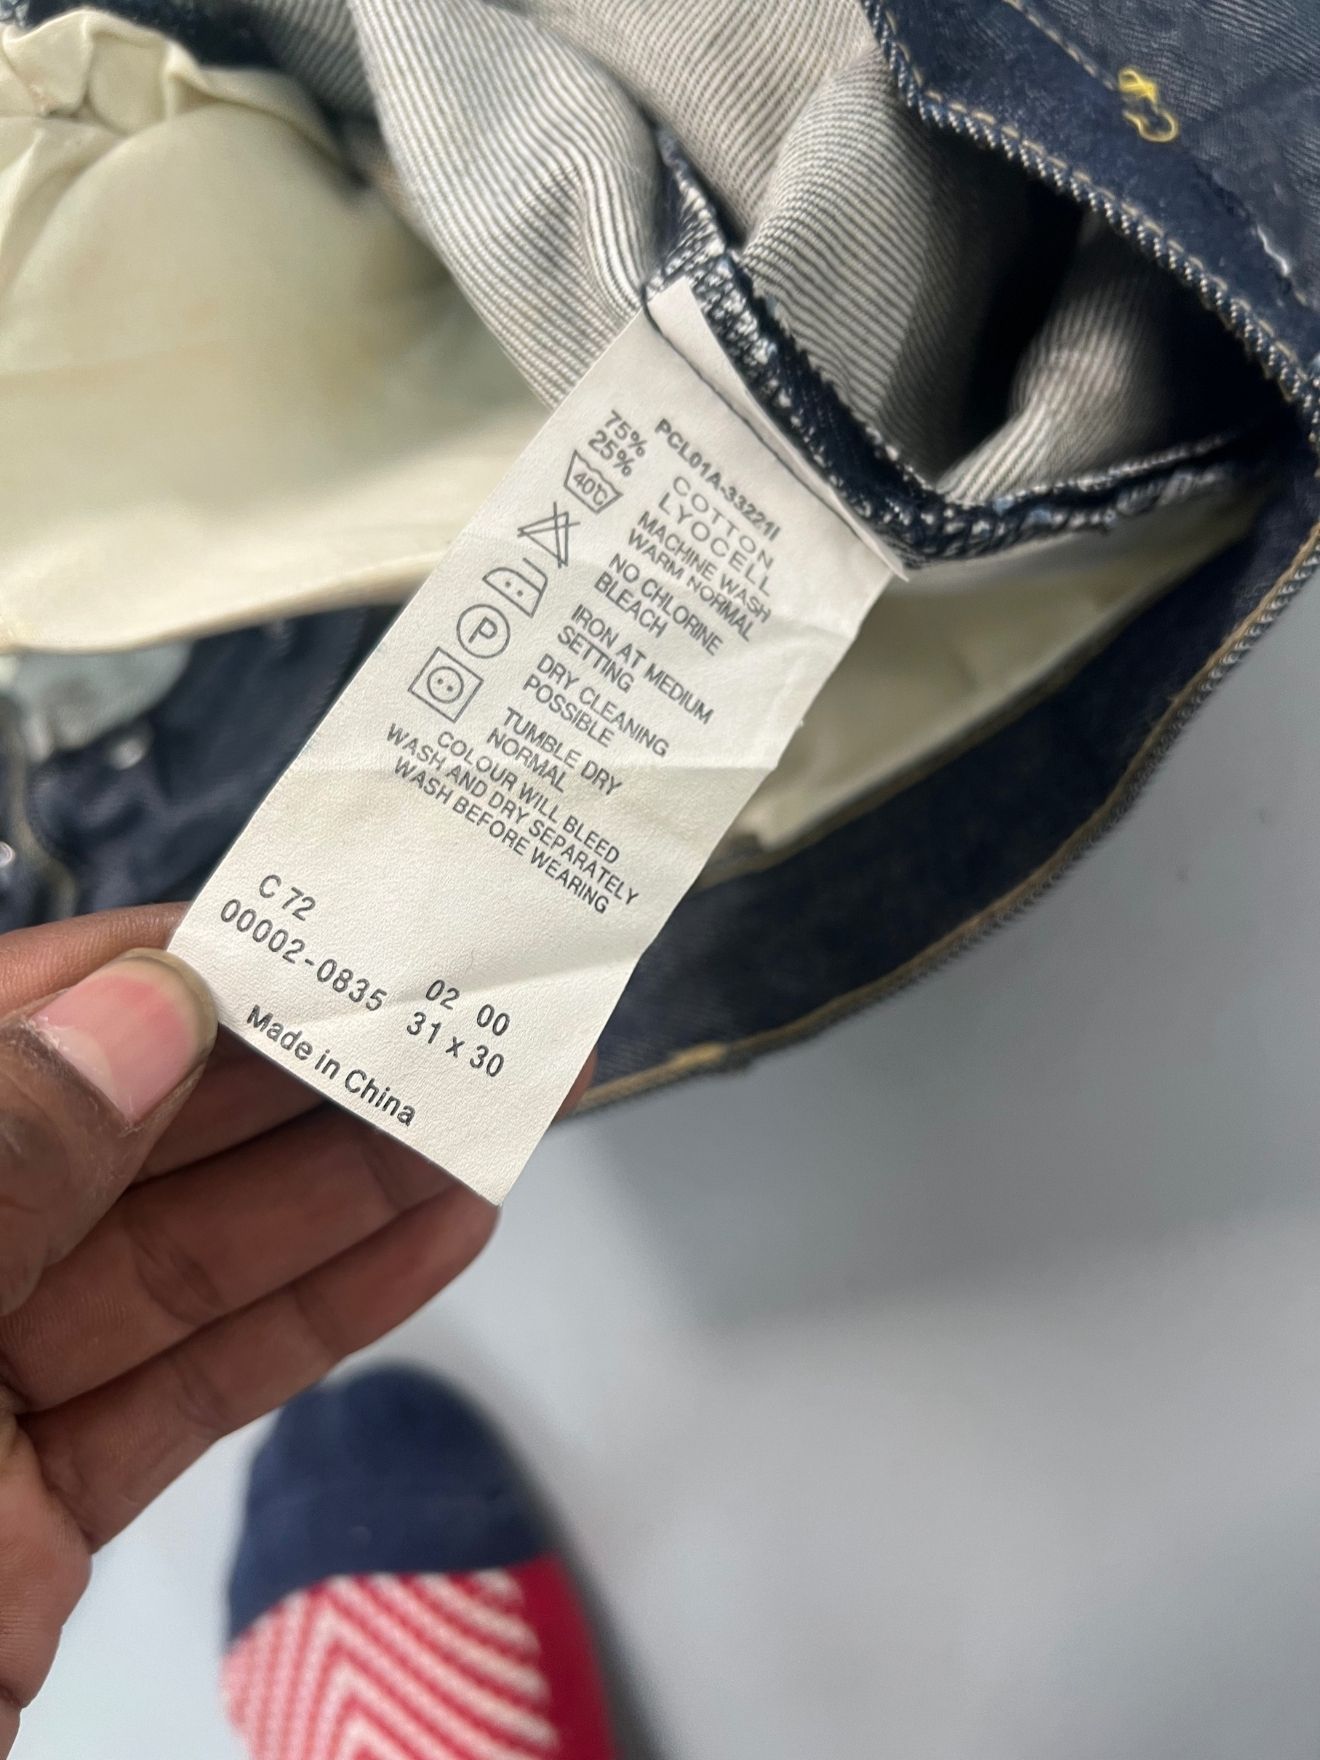 PCL01A-33221I
75% COTTON
25% LYOCELL
40℃ MACHINE WASH
WARM NORMAL
NO CHLORINE
BLEACH
IRON AT MEDIUM
SETTING
P DRY CLEANING
POSSIBLE
TUMBLE DRY
NORMAL
COLOUR WILL BLEED
WASH AND DRY SEPARATELY
WASH BEFORE WEARING
C 72 02 00
00002-0835 31 x 30
Made in China